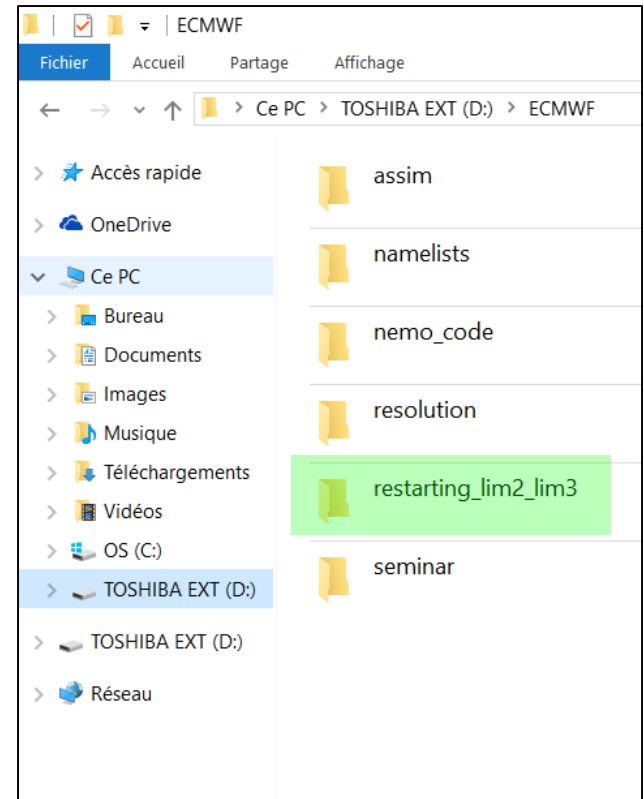 ECMWF
Fichier Accueil Partage Affichage
Ce PC > TOSHIBA EXT (D:) > ECMWF
Accès rapide
OneDrive
Ce PC
Bureau
Documents
Images
Musique
Téléchargements
Vidéos
OS (C:)
TOSHIBA EXT (D:)
TOSHIBA EXT (D:)
Réseau
assim
namelists
nemo_code
resolution
restarting_lim2_lim3
seminar